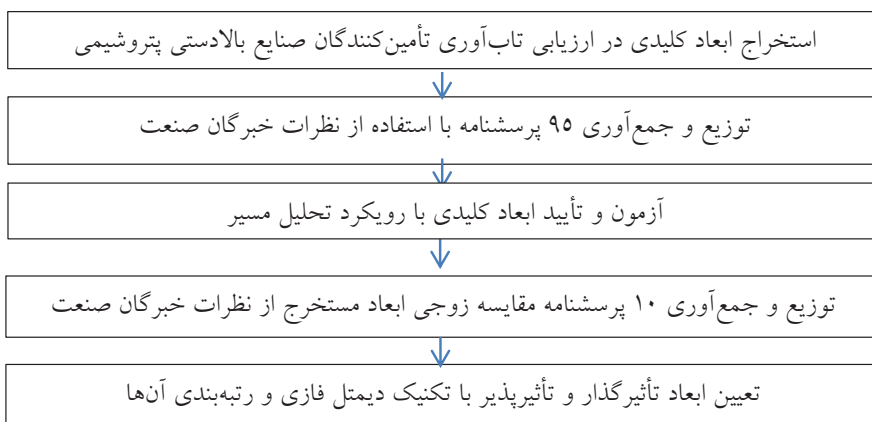 استخراج ابعاد کلیدی در ارزیابی تاب‌آوری تأمین‌کنندگان صنایع بالادستی پتروشیمی
توزیع و جمع‌آوری ۹۵ پرسشنامه با استفاده از نظرات خبرگان صنعت
آزمون و تأیید ابعاد کلیدی با رویکرد تحلیل مسیر
توزیع و جمع‌آوری ۱۰ پرسشنامه مقایسه زوجی ابعاد مستخرج از نظرات خبرگان صنعت
تعیین ابعاد تأثیرگذار و تأثیرپذیر با تکنیک دیمتل فازی و رتبه‌بندی آن‌ها